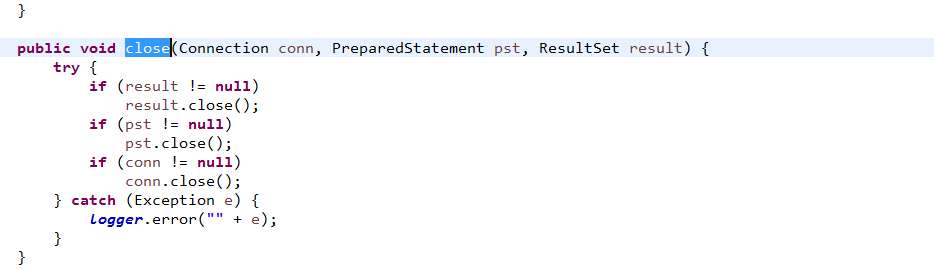 }
public void close(Connection conn, PreparedStatement pst, ResultSet result) {
try {
if (result != null)
result.close();
if (pst != null)
pst.close();
if (conn != null)
conn.close();
} catch (Exception e) {
logger.error("" + e);
}
}